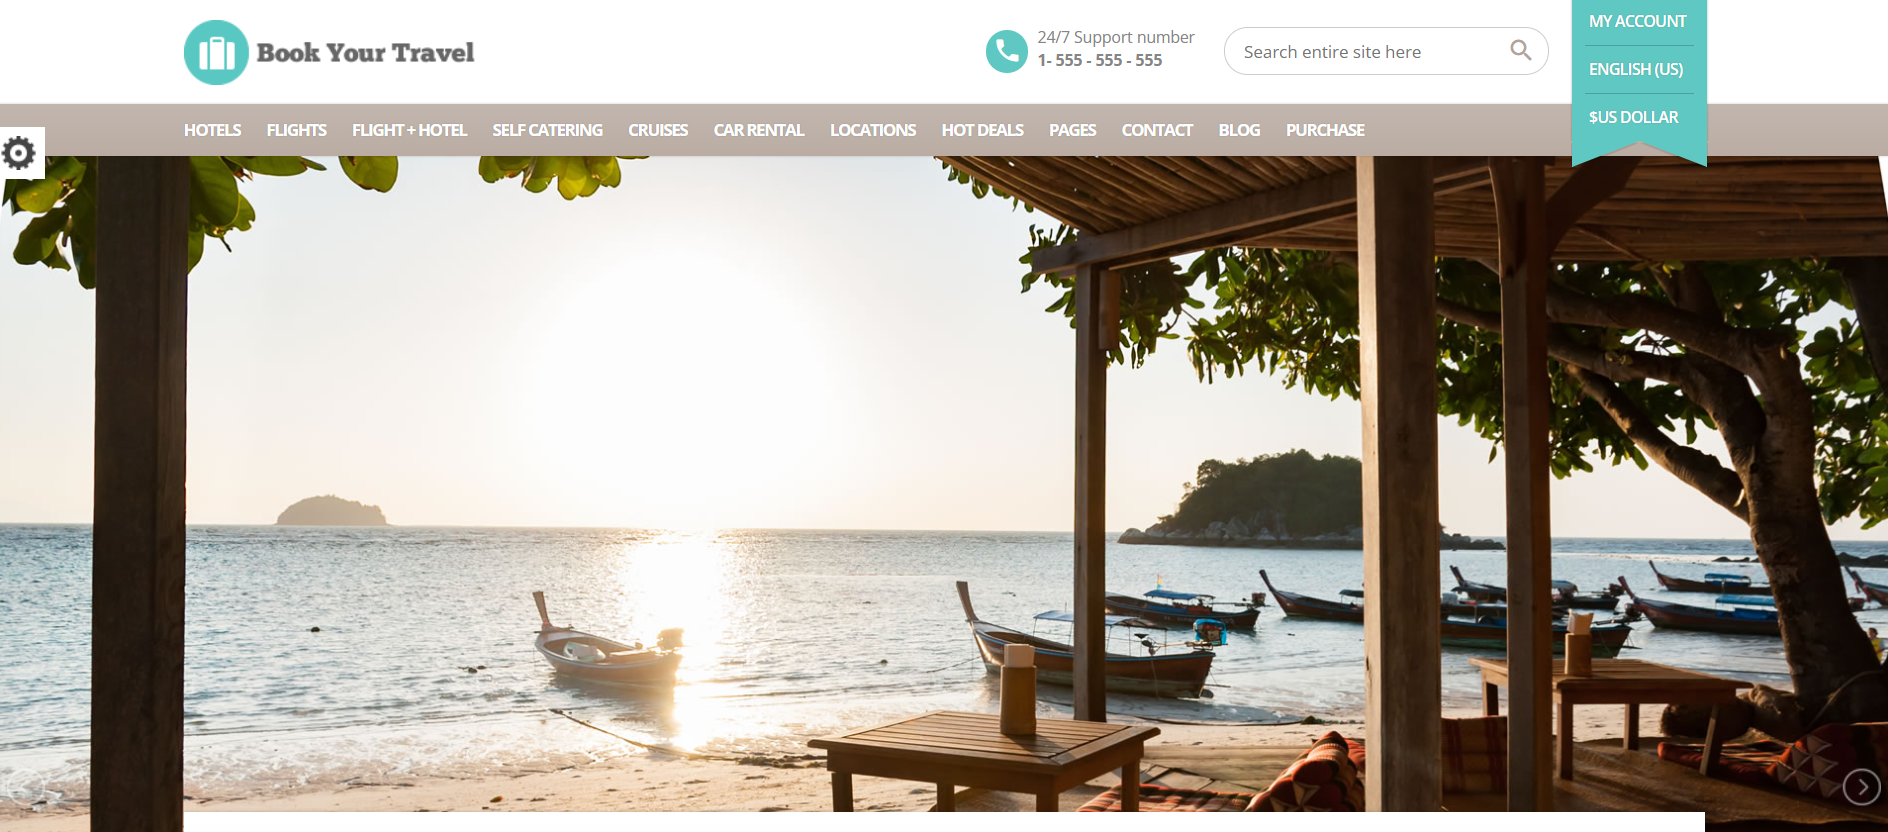 Book Your Travel
24/7 Support number
1- 555 - 555 - 555
Search entire site here
MY ACCOUNT
ENGLISH (US)
$US DOLLAR
HOTELS FLIGHTS FLIGHT + HOTEL SELF CATERING CRUISES CAR RENTAL LOCATIONS HOT DEALS PAGES CONTACT BLOG PURCHASE